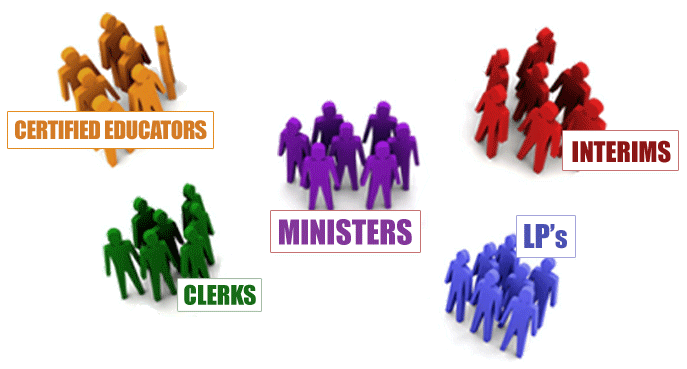 CERTIFIED EDUCATORS
INTERIMS
MINISTERS
LP's
CLERKS